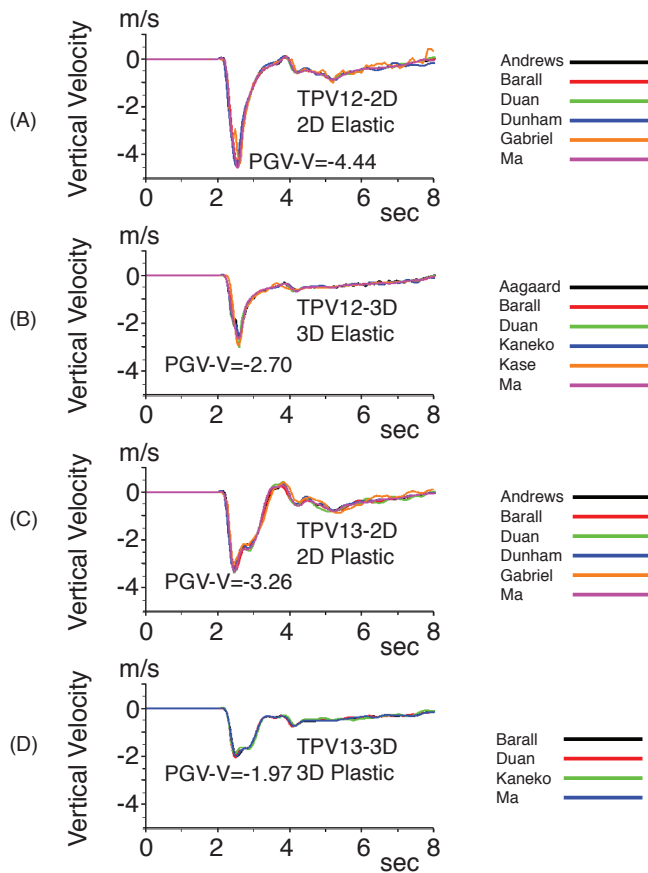 (A)
Vertical Velocity
m/s
0
-2
-4
TPV12-2D
2D Elastic
PGV-V=-4.44
0
2
4
6
8
sec
Andrews
Barall
Duan
Dunham
Gabriel
Ma
(B)
Vertical Velocity
m/s
0
-2
-4
TPV12-3D
3D Elastic
PGV-V=-2.70
0
2
4
6
8
sec
Aagaard
Barall
Duan
Kaneko
Kase
Ma
(C)
Vertical Velocity
m/s
0
-2
-4
TPV13-2D
2D Plastic
PGV-V=-3.26
0
2
4
6
8
sec
Andrews
Barall
Duan
Dunham
Gabriel
Ma
(D)
Vertical Velocity
m/s
0
-2
-4
TPV13-3D
PGV-V=-1.97 3D Plastic
0
2
4
6
8
sec
Barall
Duan
Kaneko
Ma